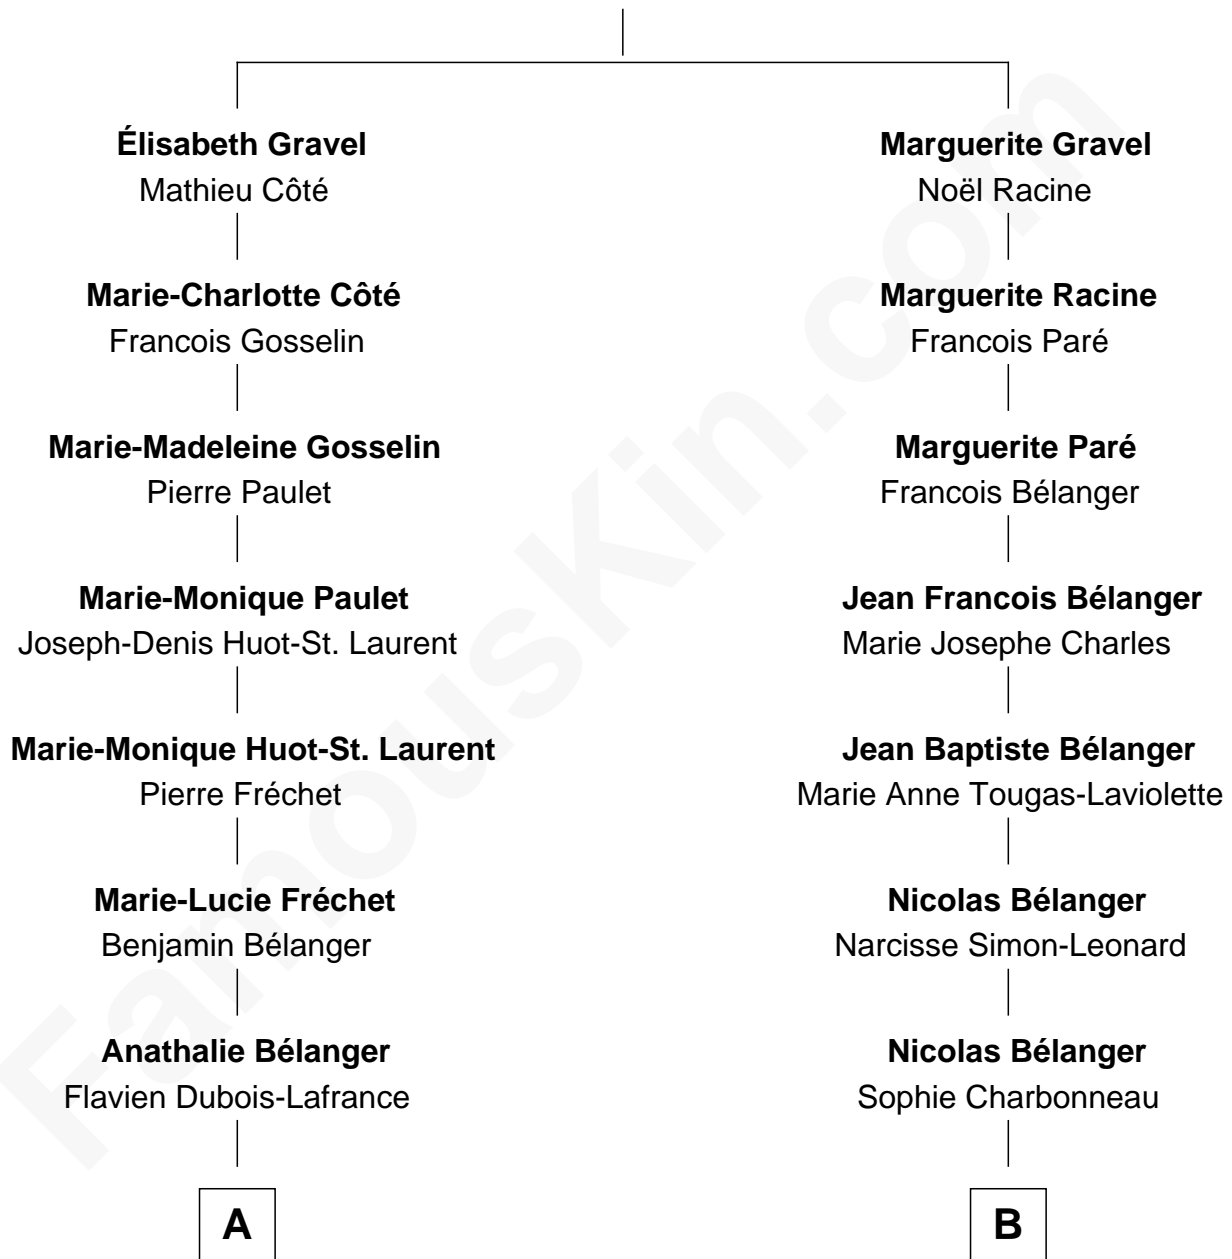 Élisabeth Gravel
Mathieu Côté
Marie-Charlotte Côté
Francois Gosselin
Marie-Madeleine Gosselin
Pierre Paulet
Marie-Monique Paulet
Joseph-Denis Huot-St. Laurent
Marie-Monique Huot-St. Laurent
Pierre Fréchet
Marie-Lucie Fréchet
Benjamin Bélanger
Anathalie Bélanger
Flavien Dubois-Lafrance
A
Marguerite Gravel
Noël Racine
Marguerite Racine
Francois Paré
Marguerite Paré
Francois Bélanger
Jean Francois Bélanger
Marie Josephe Charles
Jean Baptiste Bélanger
Marie Anne Tougas-Laviolette
Nicolas Bélanger
Narcisse Simon-Leonard
Nicolas Bélanger
Sophie Charbonneau
B
FamousKin.com